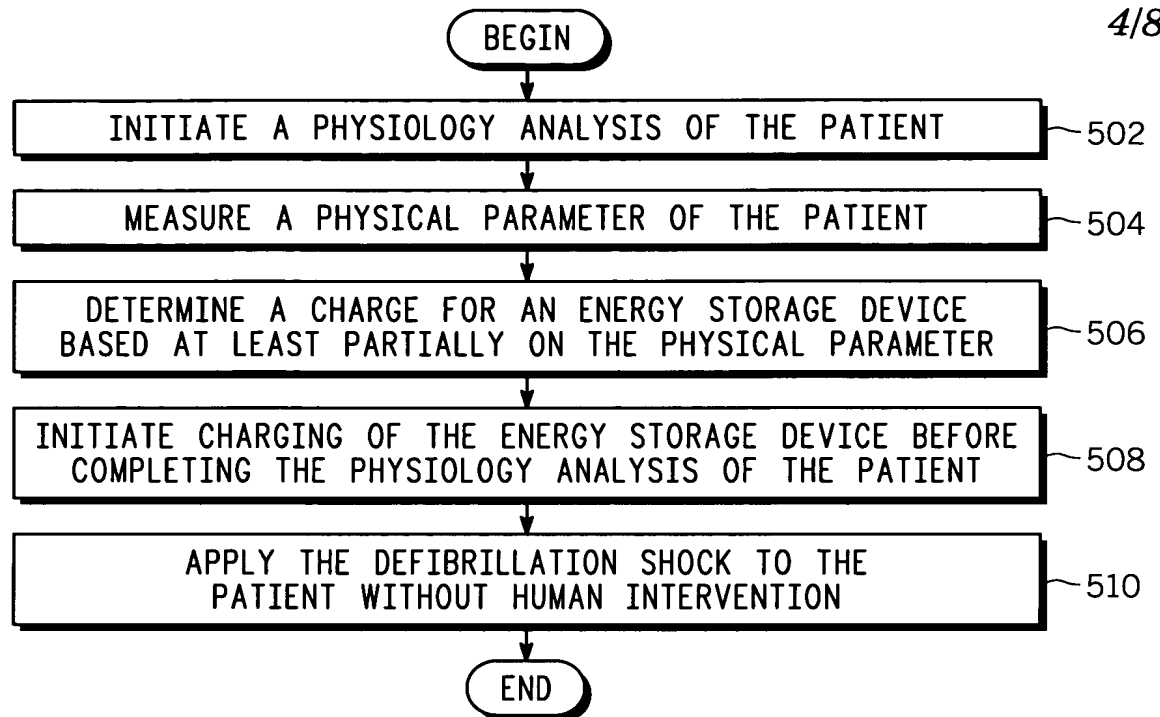 4/8
BEGIN
INITIATE A PHYSIOLOGY ANALYSIS OF THE PATIENT
502
MEASURE A PHYSICAL PARAMETER OF THE PATIENT
504
DETERMINE A CHARGE FOR AN ENERGY STORAGE DEVICE
BASED AT LEAST PARTIALLY ON THE PHYSICAL PARAMETER
506
INITIATE CHARGING OF THE ENERGY STORAGE DEVICE BEFORE
COMPLETING THE PHYSIOLOGY ANALYSIS OF THE PATIENT
508
APPLY THE DEFIBRILLATION SHOCK TO THE
PATIENT WITHOUT HUMAN INTERVENTION
510
END